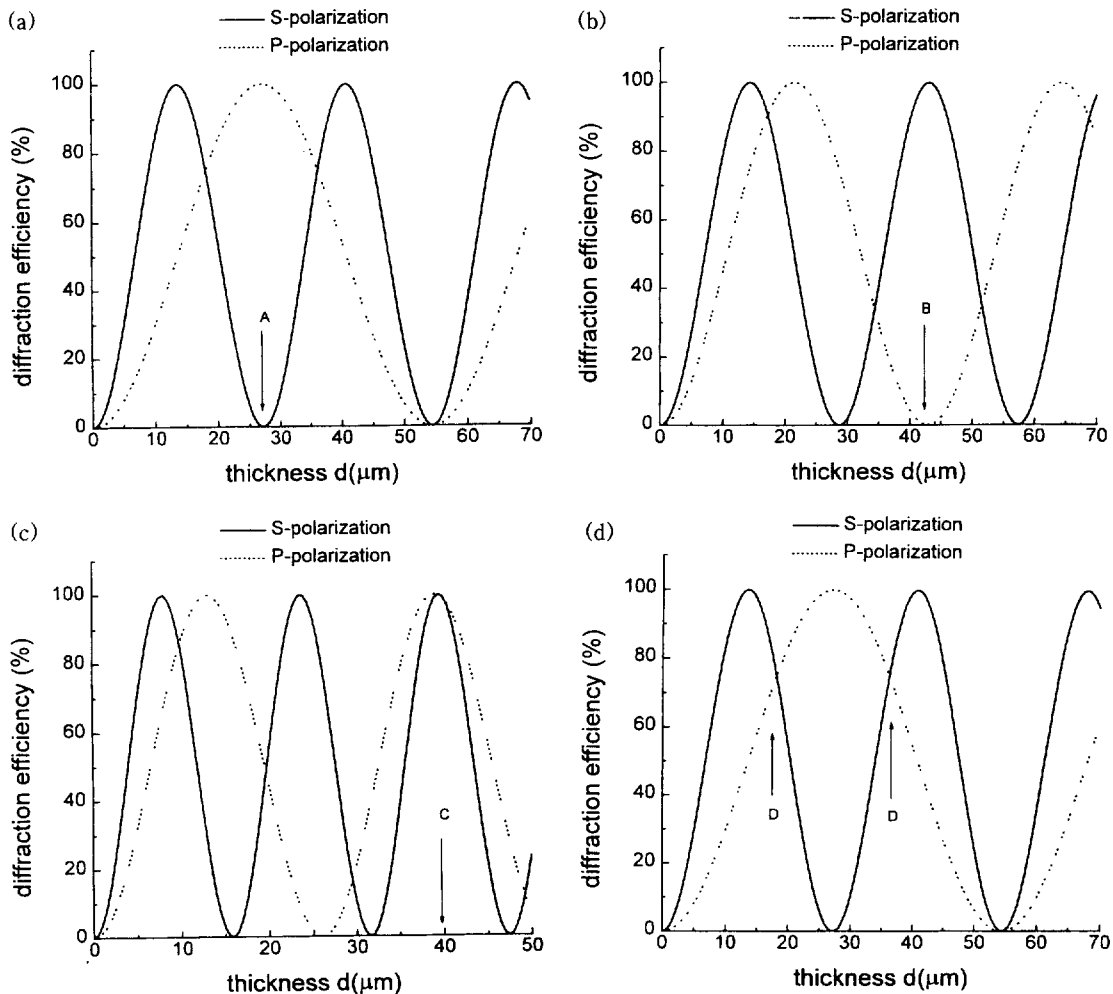 (a)
S-polarization
P-polarization
diffraction efficiency (%)
100
80
60
40
20
0
A
0 10 20 30 40 50 60 70
thickness d(μm)
(b)
S-polarization
P-polarization
diffraction efficiency (%)
100
80
60
40
20
0
B
0 10 20 30 40 50 60 70
thickness d(μm)
(c)
S-polarization
P-polarization
diffraction efficiency (%)
100
80
60
40
20
0
C
0 10 20 30 40 50
thickness d(μm)
(d)
S-polarization
P-polarization
diffraction efficiency (%)
100
80
60
40
20
0
D D
0 10 20 30 40 50 60 70
thickness d(μm)